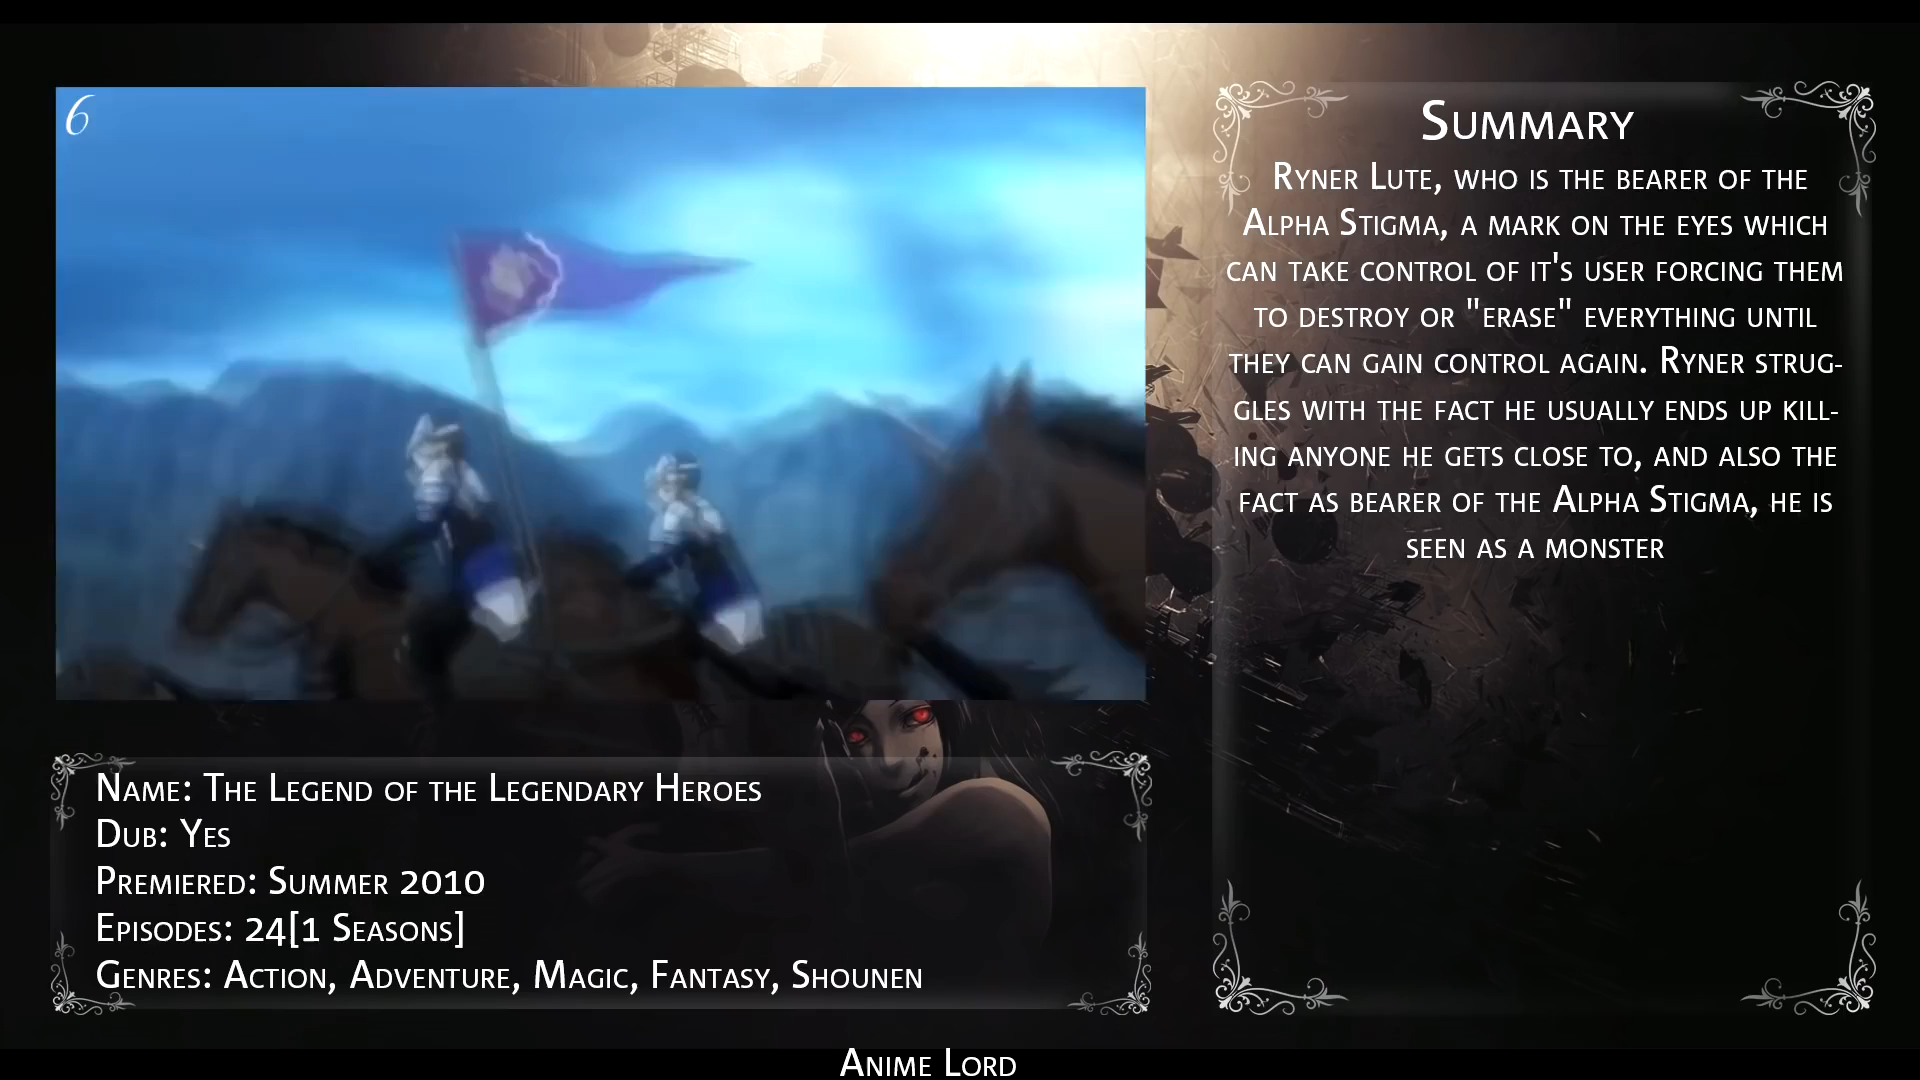 6
Summary
Ryner Lute, who is the bearer of the
Alpha Stigma, a mark on the eyes which
can take control of it's user forcing them
to destroy or "erase" everything until
they can gain control again. Ryner strug-
gles with the fact he usually ends up kill-
ing anyone he gets close to, and also the
fact as bearer of the Alpha Stigma, he is
seen as a monster
Name: The Legend of the Legendary Heroes
Dub: Yes
Premiered: Summer 2010
Episodes: 24[1 Seasons]
Genres: Action, Adventure, Magic, Fantasy, Shounen
Anime Lord